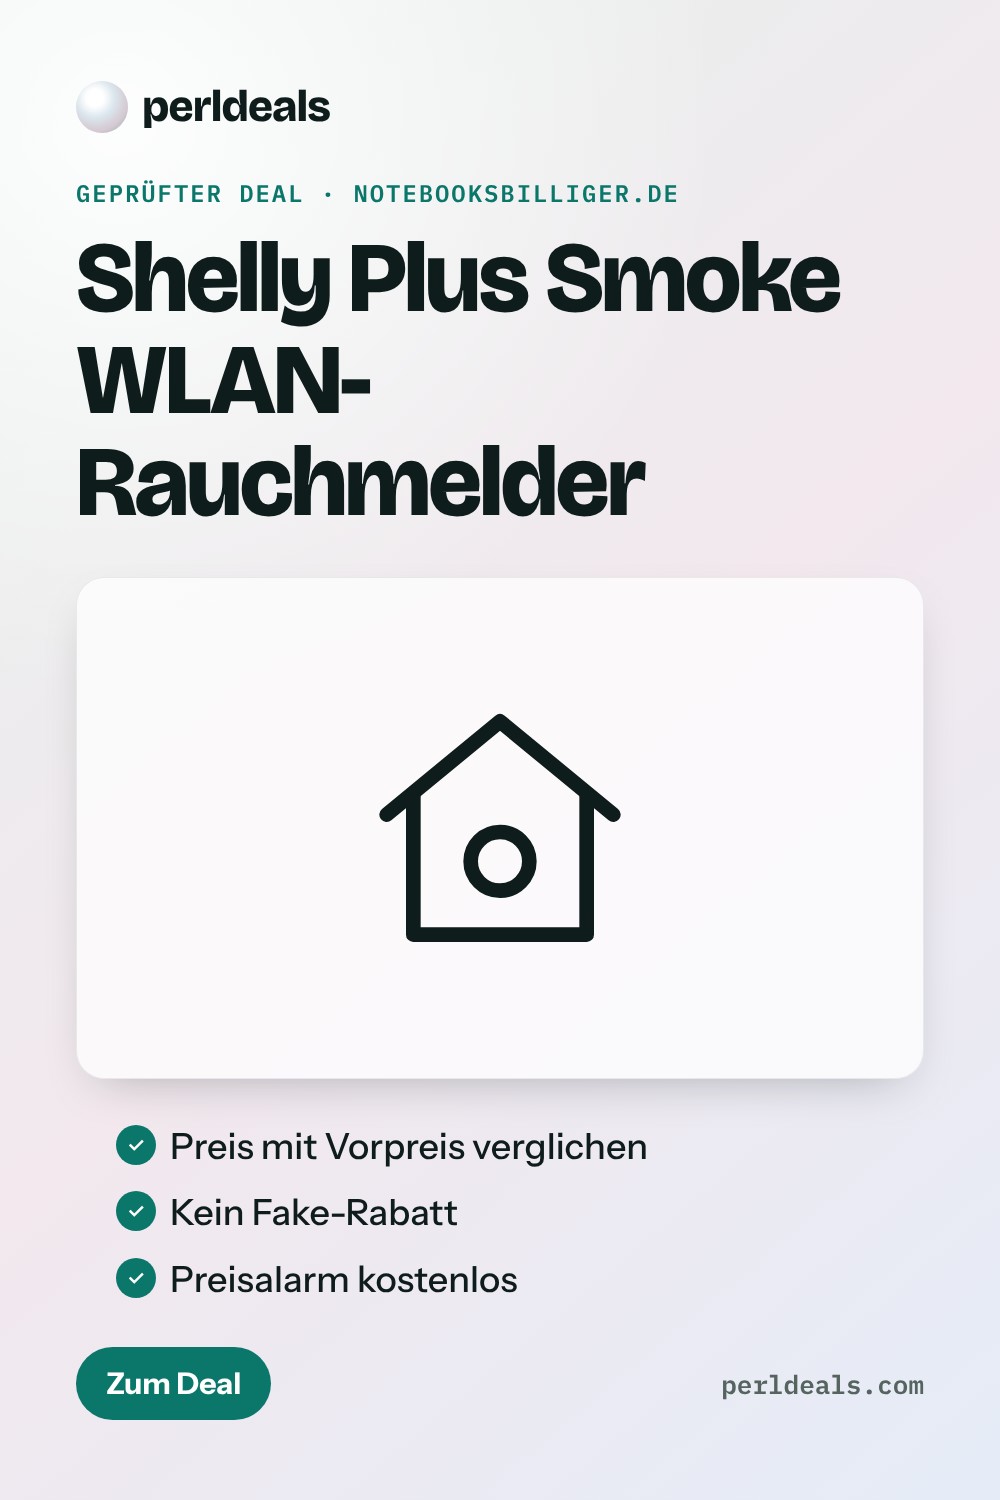 perldeals
GEPRÜFTER DEAL · NOTEBOOKSBILLIGER.DE
Shelly Plus Smoke
WLAN-
Rauchmelder
Preis mit Vorpreis verglichen
Kein Fake-Rabatt
Preisalarm kostenlos
Zum Deal
perldeals.com